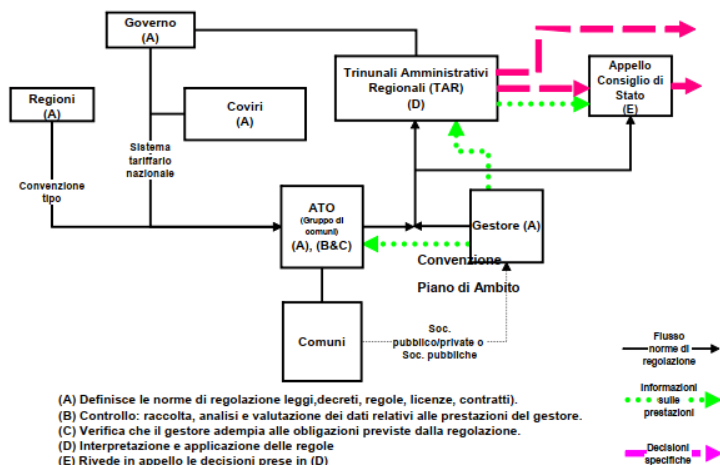 Governo
(A)
Trinunali Amministrativi
Regionali (TAR)
(D)
Appello
Consiglio di
Stato
(E)
Regioni
(A)
Coviri
(A)
Sistema
tariffario
nazionale
Convenzione
tipo
ATO
(Gruppo di
comuni)
(A), (B&C)
Gestore (A)
Convenzione
Piano di Ambito
Comuni
Soc.
pubblico/private o
Soc. pubbliche
Flusso
norme di
regolazione
Informazioni
sulle
prestazioni
Decisioni
specifiche
(A) Definisce le norme di regolazione leggi,decreti, regole, licenze, contratti).
(B) Controllo: raccolta, analisi e valutazione dei dati relativi alle prestazioni del gestore.
(C) Verifica che il gestore adempia alle obligazioni previste dalla regolazione.
(D) Interpretazione e applicazione delle regole
(E) Rivede in appello le decisioni prese in (D)